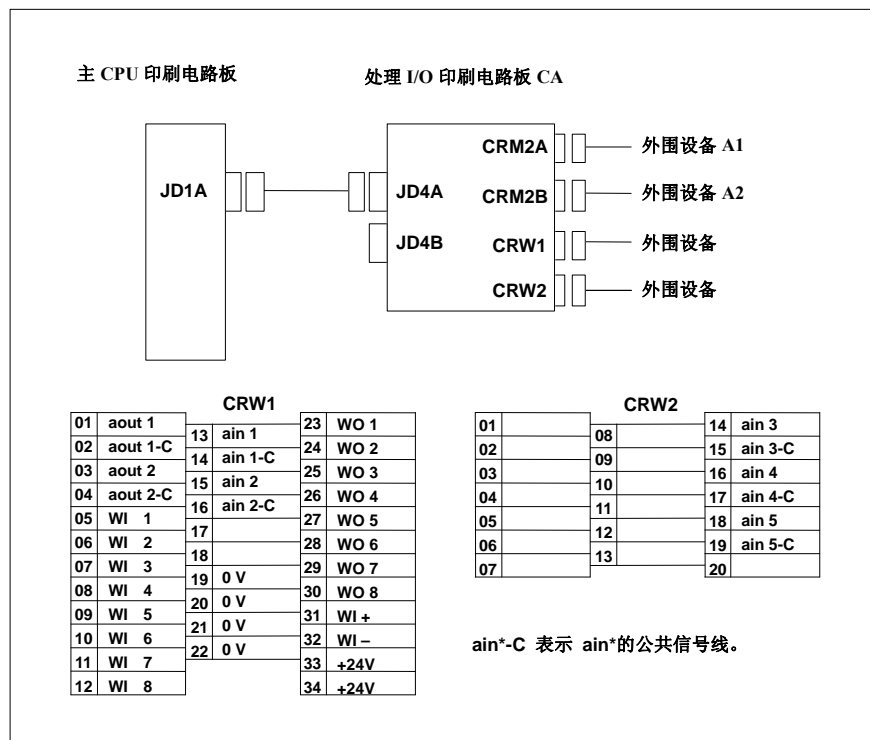 主 CPU 印刷电路板
处理 I/O 印刷电路板 CA
JD1A
JD4A
JD4B
CRM2A
外围设备 A1
CRM2B
外围设备 A2
CRW1
外围设备
CRW2
外围设备
CRW1
01 aout 1
02 aout 1-C
03 aout 2
04 aout 2-C
05 WI 1
06 WI 2
07 WI 3
08 WI 4
09 WI 5
10 WI 6
11 WI 7
12 WI 8
13 ain 1
14 ain 1-C
15 ain 2
16 ain 2-C
17
18
19 0 V
20 0 V
21 0 V
22 0 V
23 WO 1
24 WO 2
25 WO 3
26 WO 4
27 WO 5
28 WO 6
29 WO 7
30 WO 8
31 WI +
32 WI –
33 +24V
34 +24V
CRW2
01
02
03
04
05
06
07
08
09
10
11
12
13
14 ain 3
15 ain 3-C
16 ain 4
17 ain 4-C
18 ain 5
19 ain 5-C
20
ain*-C 表示 ain*的公共信号线。